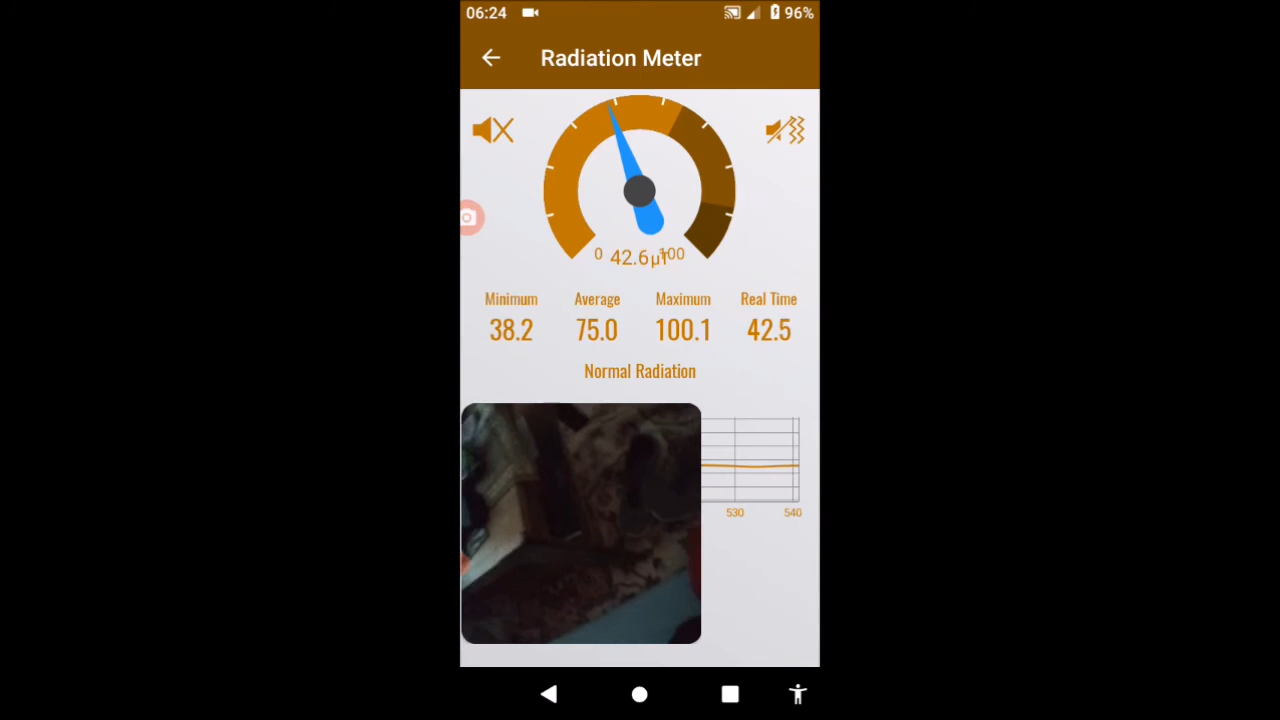 06:24 96%
Radiation Meter
0 42.6μT 100
Minimum Average Maximum Real Time
38.2 75.0 100.1 42.5
Normal Radiation
530 540